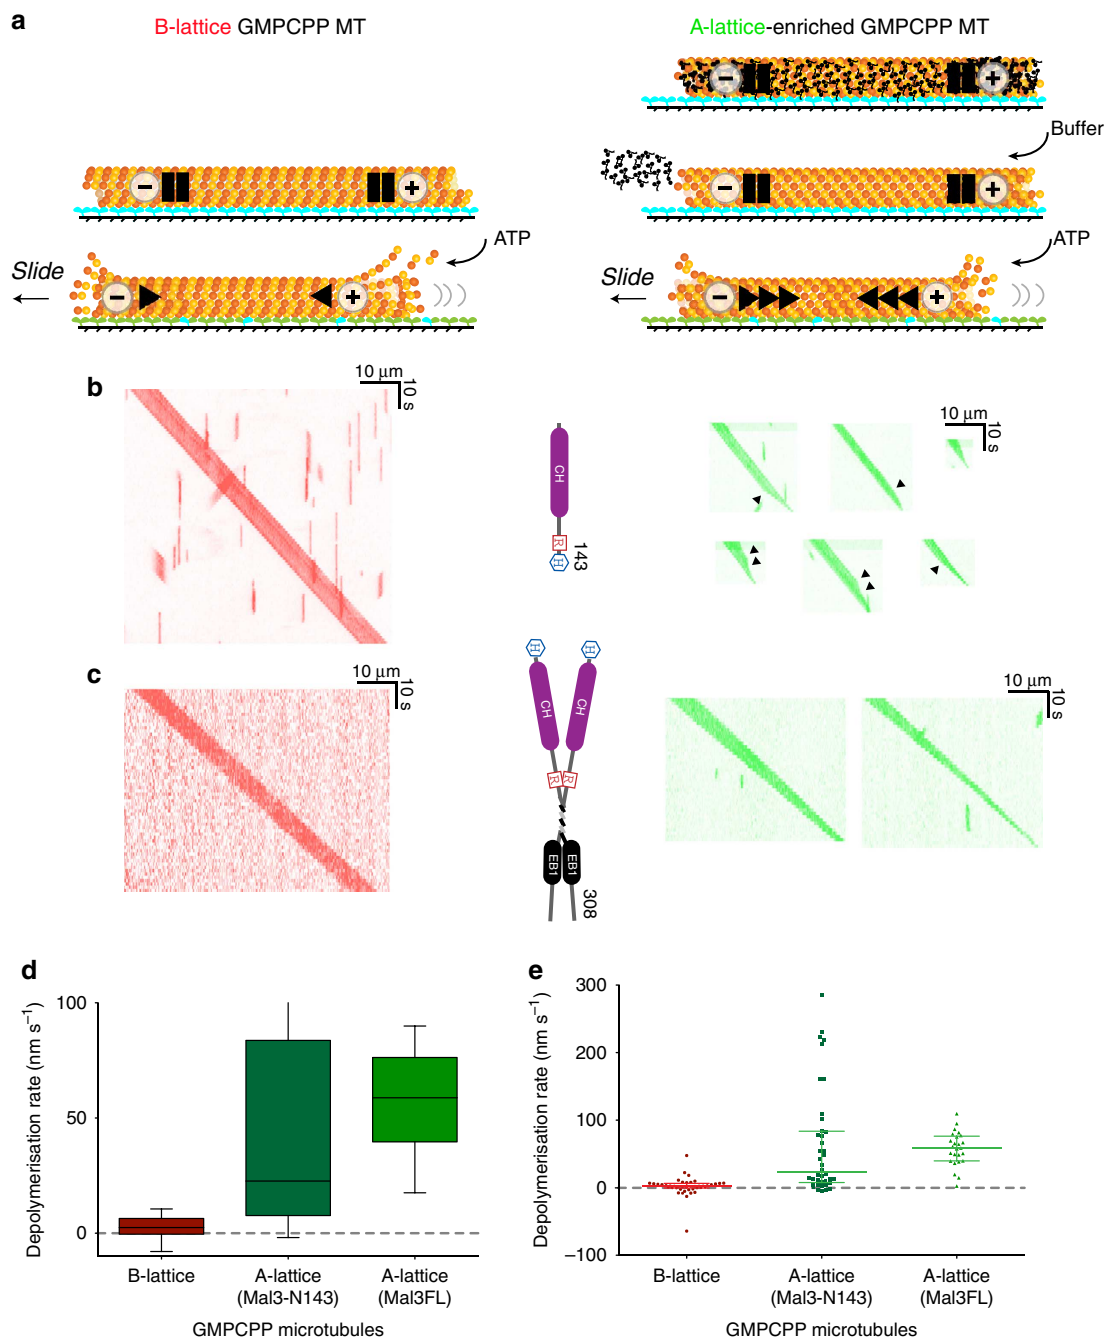 a
B-lattice GMPCPP MT
A-lattice-enriched GMPCPP MT
− +
Buffer
− +
− +
ATP
ATP
Slide
Slide
− +
− +
b
10 µm
10 s
CH
R
H
143
10 µm
10 s
c
10 µm
10 s
H H
CH CH
R R
EB1 EB1
308
10 µm
10 s
d
Depolymerisation rate (nm s−1)
100
50
0
B-lattice
A-lattice
(Mal3-N143)
A-lattice
(Mal3FL)
GMPCPP microtubules
e
Depolymerisation rate (nm s−1)
300
200
100
0
−100
B-lattice
A-lattice
(Mal3-N143)
A-lattice
(Mal3FL)
GMPCPP microtubules